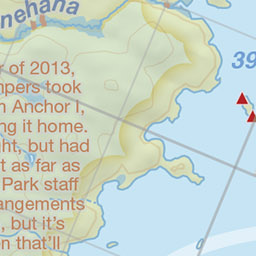 nehana
r of 2013,
mpers took
m Anchor I,
ng it home.
ght, but had
t as far as
Park staff
angements
, but it's
en that'll
39